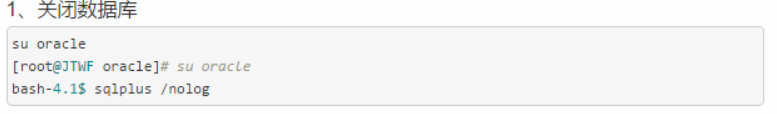 1、关闭数据库
su oracle
[root@JTWF oracle]# su oracle
bash-4.1$ sqlplus /nolog